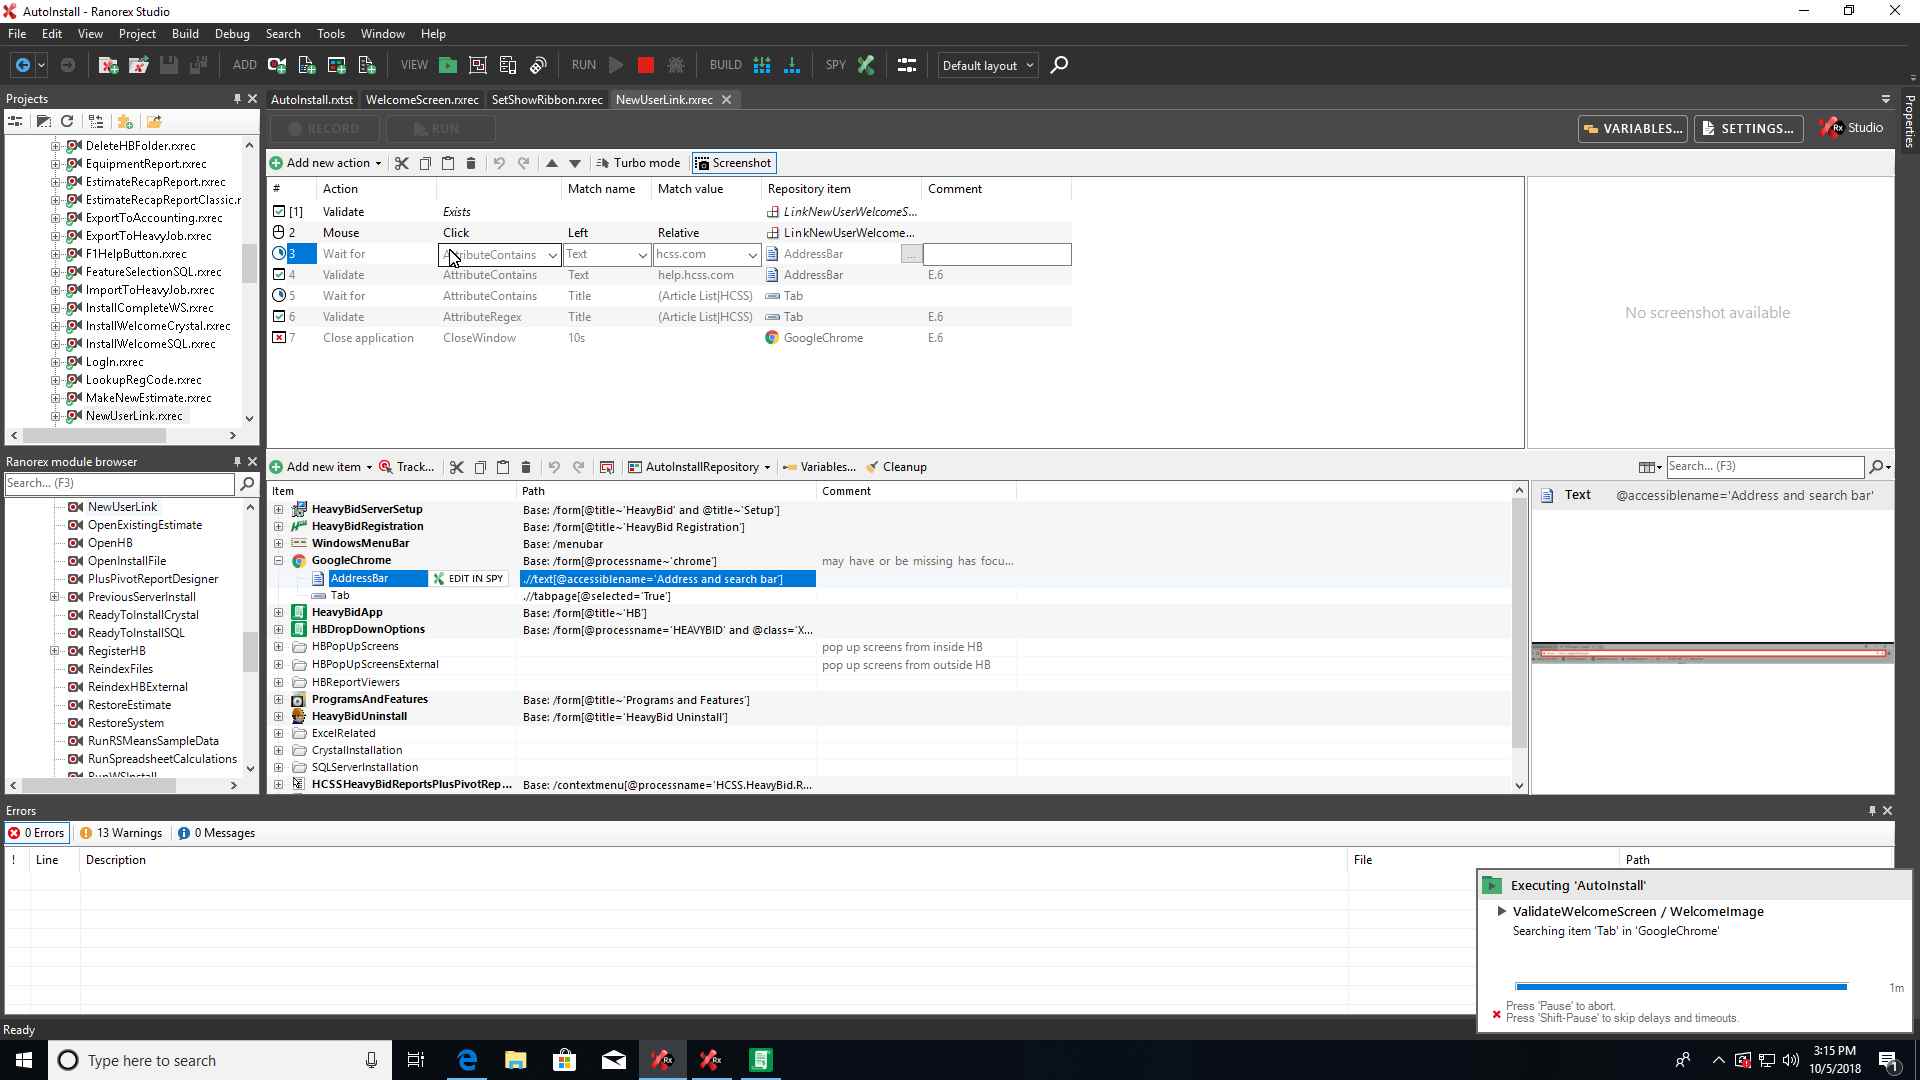 AutoInstall - Ranorex Studio
File Edit View Project Build Debug Search Tools Window Help
ADD VIEW RUN BUILD SPY Default layout
Projects
AutoInstall.rxtst WelcomeScreen.rxrec SetShowRibbon.rxrec NewUserLink.rxrec
Properties
RECORD RUN VARIABLES... SETTINGS... Rx Studio
Add new action Turbo mode Screenshot
# Action Match name Match value Repository item Comment
[1] Validate Exists LinkNewUserWelcomeS...
2 Mouse Click Left Relative LinkNewUserWelcome...
3 Wait for AttributeContains Text hcss.com AddressBar ...
4 Validate AttributeContains Text help.hcss.com AddressBar E.6
5 Wait for AttributeContains Title (Article List|HCSS) Tab
6 Validate AttributeRegex Title (Article List|HCSS) Tab E.6
7 Close application CloseWindow 10s GoogleChrome E.6
No screenshot available
DeleteHBFolder.rxrec
EquipmentReport.rxrec
EstimateRecapReport.rxrec
EstimateRecapReportClassic.r
ExportToAccounting.rxrec
ExportToHeavyJob.rxrec
F1HelpButton.rxrec
FeatureSelectionSQL.rxrec
ImportToHeavyJob.rxrec
InstallCompleteWS.rxrec
InstallWelcomeCrystal.rxrec
InstallWelcomeSQL.rxrec
LogIn.rxrec
LookupRegCode.rxrec
MakeNewEstimate.rxrec
NewUserLink.rxrec
Ranorex module browser
Search... (F3)
NewUserLink
OpenExistingEstimate
OpenHB
OpenInstallFile
PlusPivotReportDesigner
PreviousServerInstall
ReadyToInstallCrystal
ReadyToInstallSQL
RegisterHB
ReindexFiles
ReindexHBExternal
RestoreEstimate
RestoreSystem
RunRSMeansSampleData
RunSpreadsheetCalculations
RunWSInstall
Add new item Track... AutoInstallRepository Variables... Cleanup Search... (F3)
Item Path Comment
HeavyBidServerSetup Base: /form[@title~'HeavyBid' and @title~'Setup']
HeavyBidRegistration Base: /form[@title~'HeavyBid Registration']
WindowsMenuBar Base: /menubar
GoogleChrome Base: /form[@processname~'chrome'] may have or be missing has focu...
AddressBar EDIT IN SPY .//text[@accessiblename='Address and search bar']
Tab .//tabpage[@selected='True']
HeavyBidApp Base: /form[@title~'HB']
HBDropDownOptions Base: /form[@processname='HEAVYBID' and @class='X...
HBPopUpScreens pop up screens from inside HB
HBPopUpScreensExternal pop up screens from outside HB
HBReportViewers
ProgramsAndFeatures Base: /form[@title~'Programs and Features']
HeavyBidUninstall Base: /form[@title='HeavyBid Uninstall']
ExcelRelated
CrystalInstallation
SQLServerInstallation
HCSSHeavyBidReportsPlusPivotRep... Base: /contextmenu[@processname='HCSS.HeavyBid.R...
Text @accessiblename='Address and search bar'
Errors
0 Errors 13 Warnings 0 Messages
! Line Description File Path
Executing 'AutoInstall'
ValidateWelcomeScreen / WelcomeImage
Searching item 'Tab' in 'GoogleChrome'
1m
Press 'Pause' to abort.
Press 'Shift-Pause' to skip delays and timeouts.
Ready
Type here to search
3:15 PM
10/5/2018
1